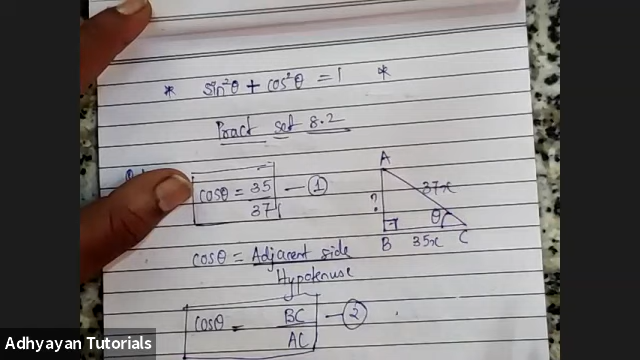 * sin²θ + cos²θ = 1 *
Pract set 8.2
cosθ = 35/37 — ①
A
37x
?
θ
B 35x C
cosθ = Adjacent side
Hypotenuse
cosθ = BC/AC — ②
Adhyayan Tutorials